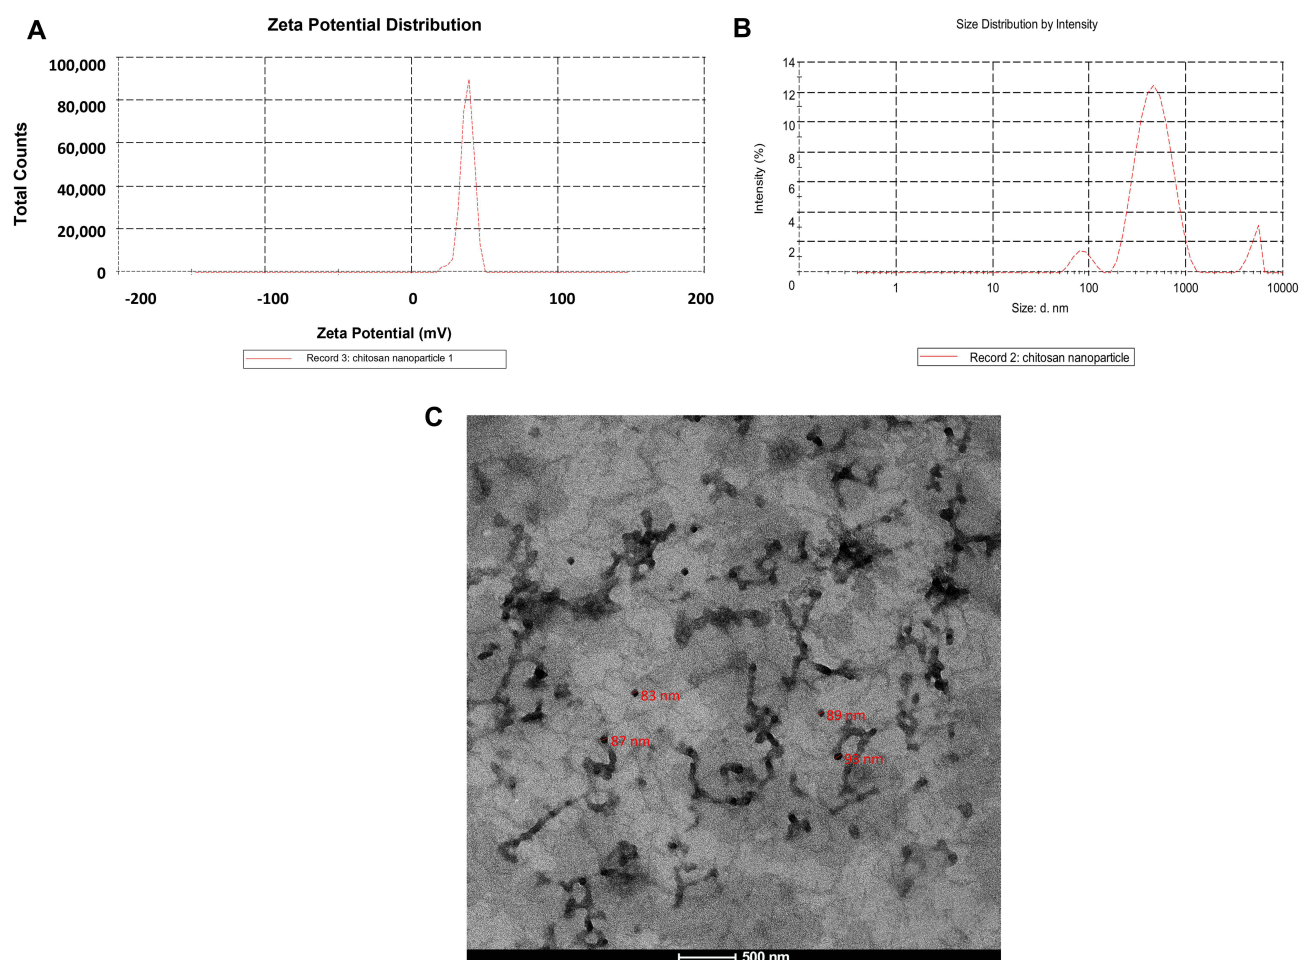 A
Zeta Potential Distribution
100,000
80,000
60,000
40,000
20,000
0
Total Counts
-200 -100 0 100 200
Zeta Potential (mV)
Record 3: chitosan nanoparticle 1
B
Size Distribution by Intensity
14
12
10
8
6
4
2
0
Intensity (%)
1 10 100 1000 10000
Size: d. nm
Record 2: chitosan nanoparticle
C
83 nm
89 nm
87 nm
98 nm
500 nm